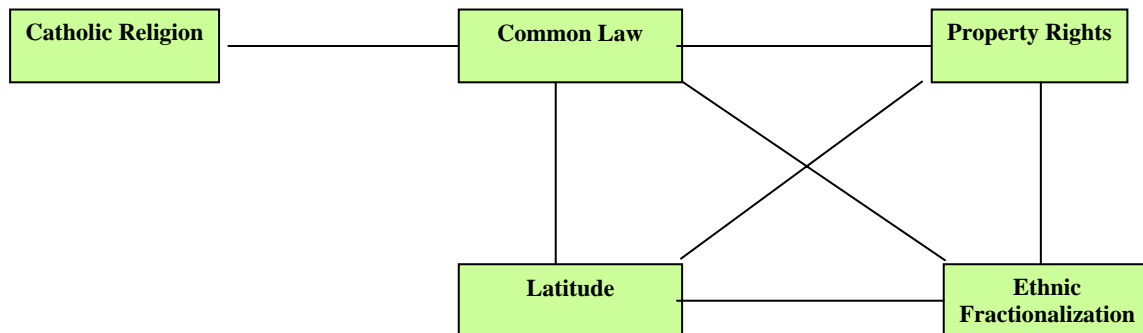 Catholic Religion
Common Law
Property Rights
Latitude
Ethnic
Fractionalization